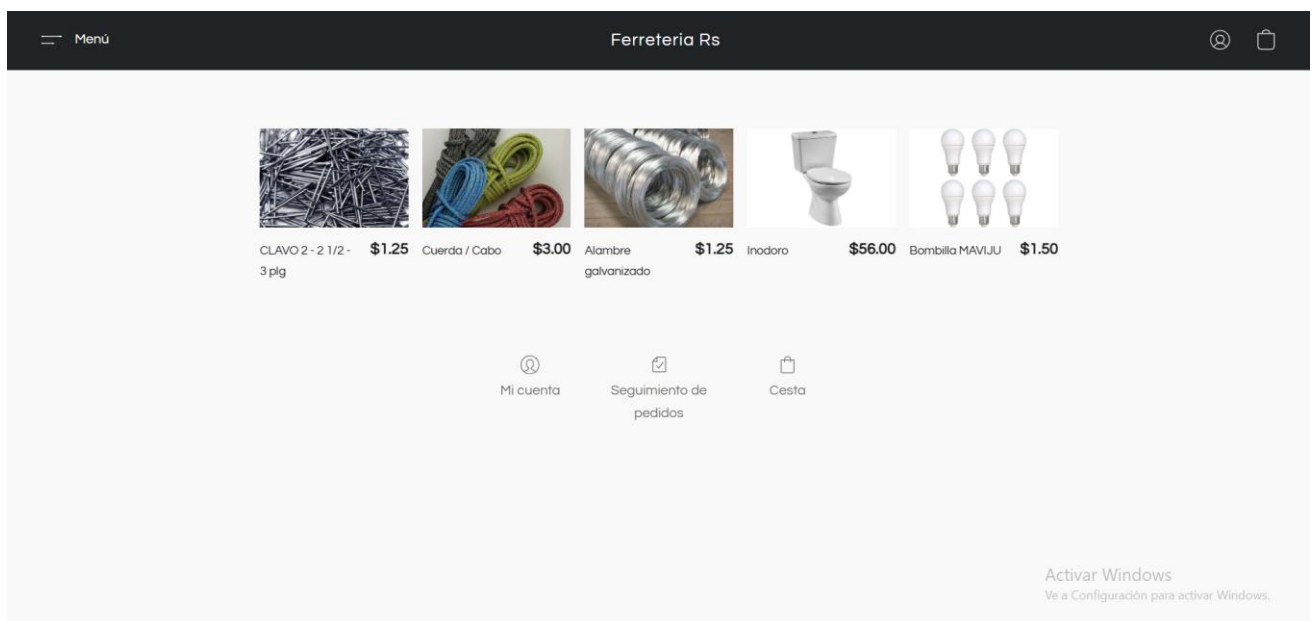 Menú
Ferreteria Rs
CLAVO 2 - 2 1/2 - $1.25
3 plg
Cuerda / Cabo $3.00
Alambre $1.25
galvanizado
Inodoro $56.00
Bombilla MAVIJU $1.50
Mi cuenta
Seguimiento de
pedidos
Cesta
Activar Windows
Ve a Configuración para activar Windows.